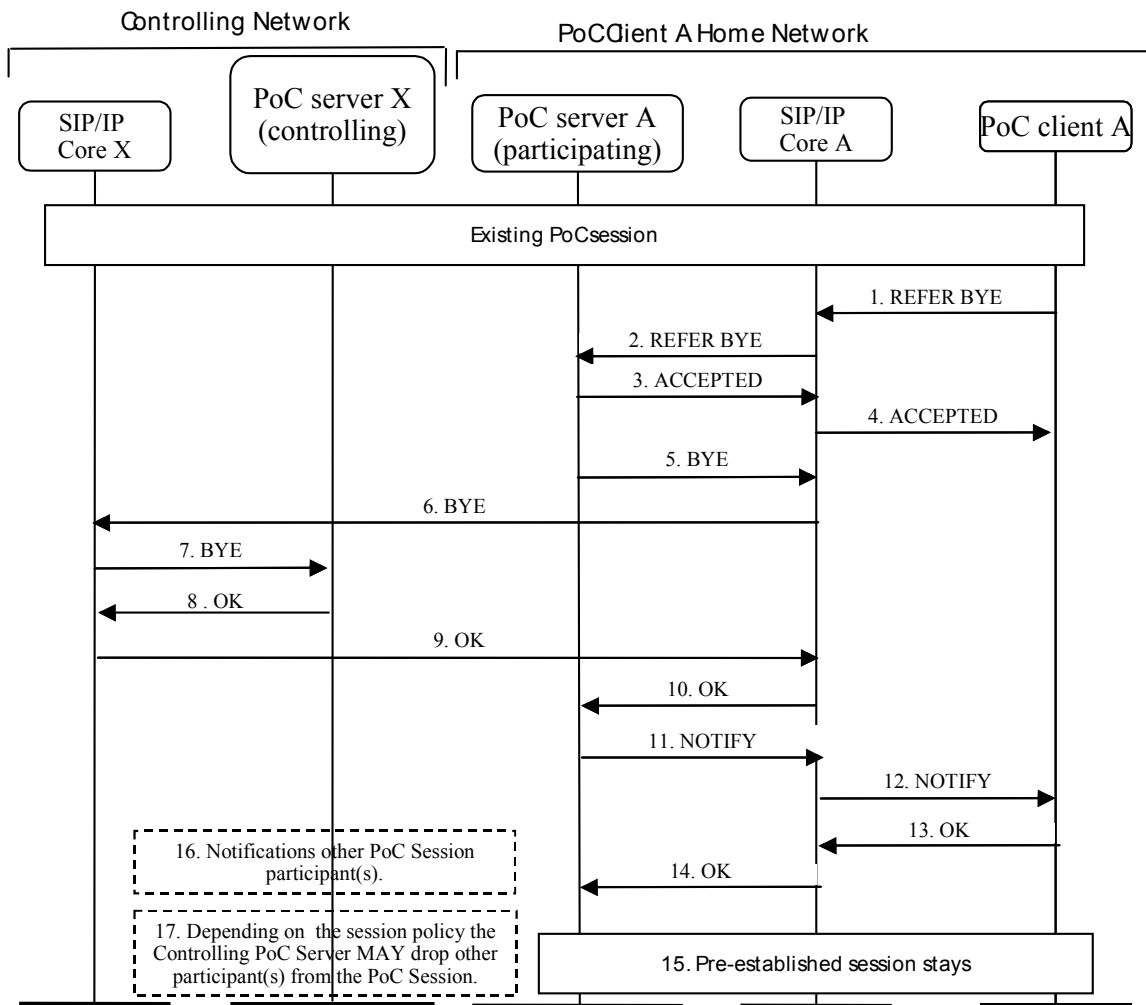 Controlling Network
PoC Client A Home Network
SIP/IP
Core X
PoC server X
(controlling)
PoC server A
(participating)
SIP/IP
Core A
PoC client A
Existing PoC session
1. REFER BYE
2. REFER BYE
3. ACCEPTED
4. ACCEPTED
5. BYE
6. BYE
7. BYE
8 . OK
9. OK
10. OK
11. NOTIFY
12. NOTIFY
13. OK
14. OK
16. Notifications other PoC Session
participant(s).
17. Depending on the session policy the
Controlling PoC Server MAY drop other
participant(s) from the PoC Session.
15. Pre-established session stays